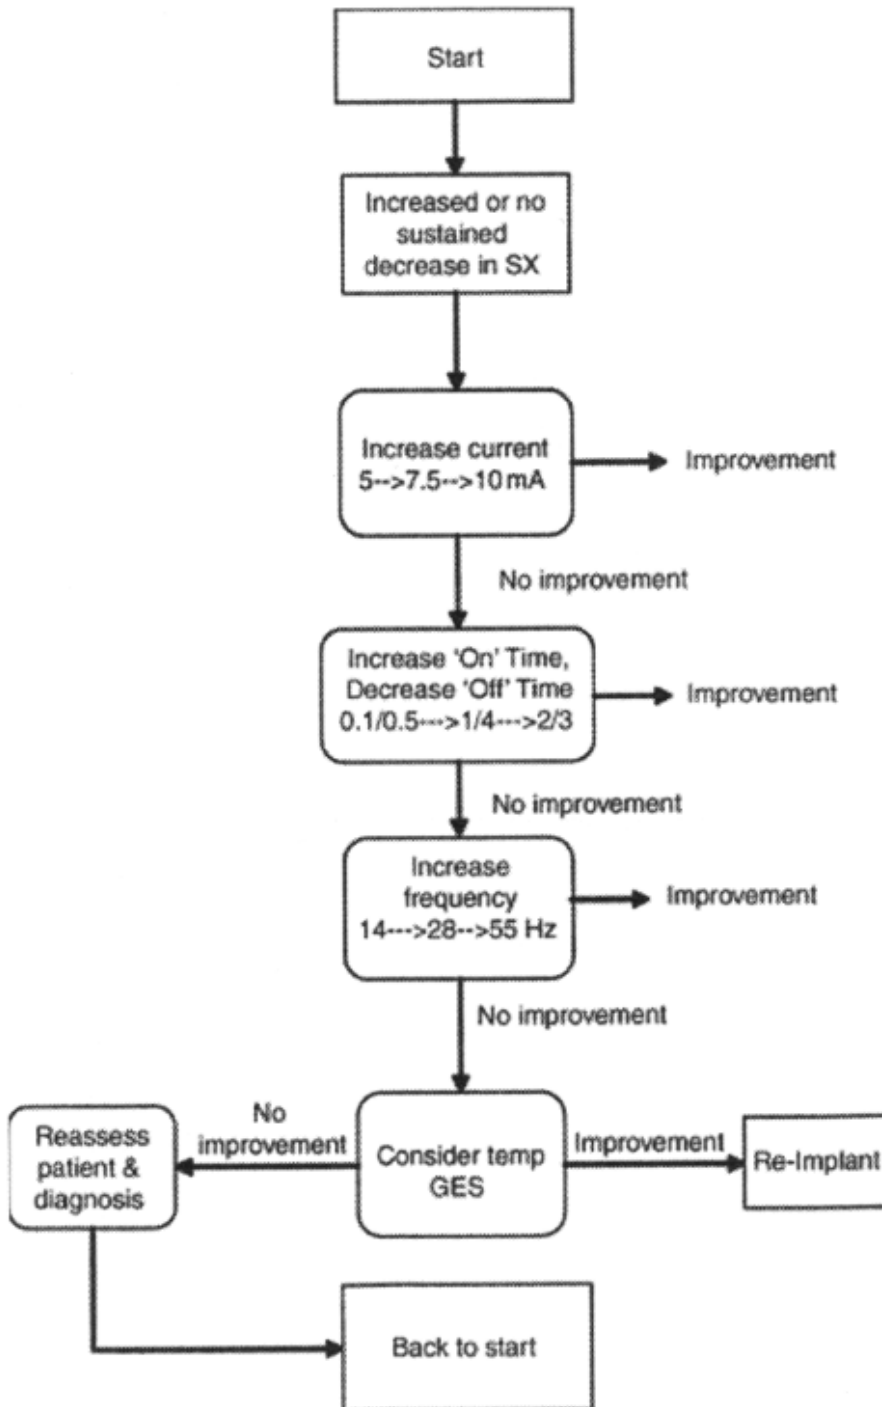 Start
Increased or no
sustained
decrease in SX
Increase current
5-->7.5-->10 mA
Improvement
No improvement
Increase ‘On’ Time,
Decrease ‘Off’ Time
0.1/0.5--->1/4--->2/3
Improvement
No improvement
Increase
frequency
14--->28-->55 Hz
Improvement
No improvement
Reassess
patient &
diagnosis
No
improvement
Consider temp
GES
Improvement
Re-Implant
Back to start